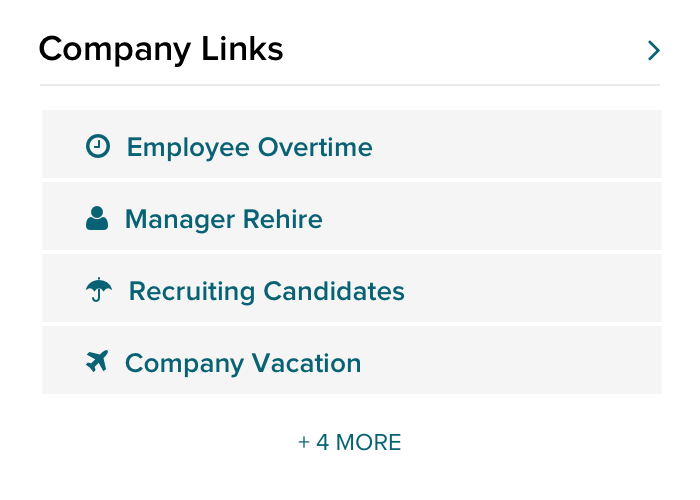 Company Links
Employee Overtime
Manager Rehire
Recruiting Candidates
Company Vacation
+ 4 MORE